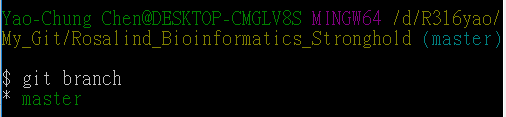 Yao-Chung Chen@DESKTOP-CMGLV8S MINGW64 /d/R316yao/
My_Git/Rosalind_Bioinformatics_Stronghold (master)
$ git branch
* master